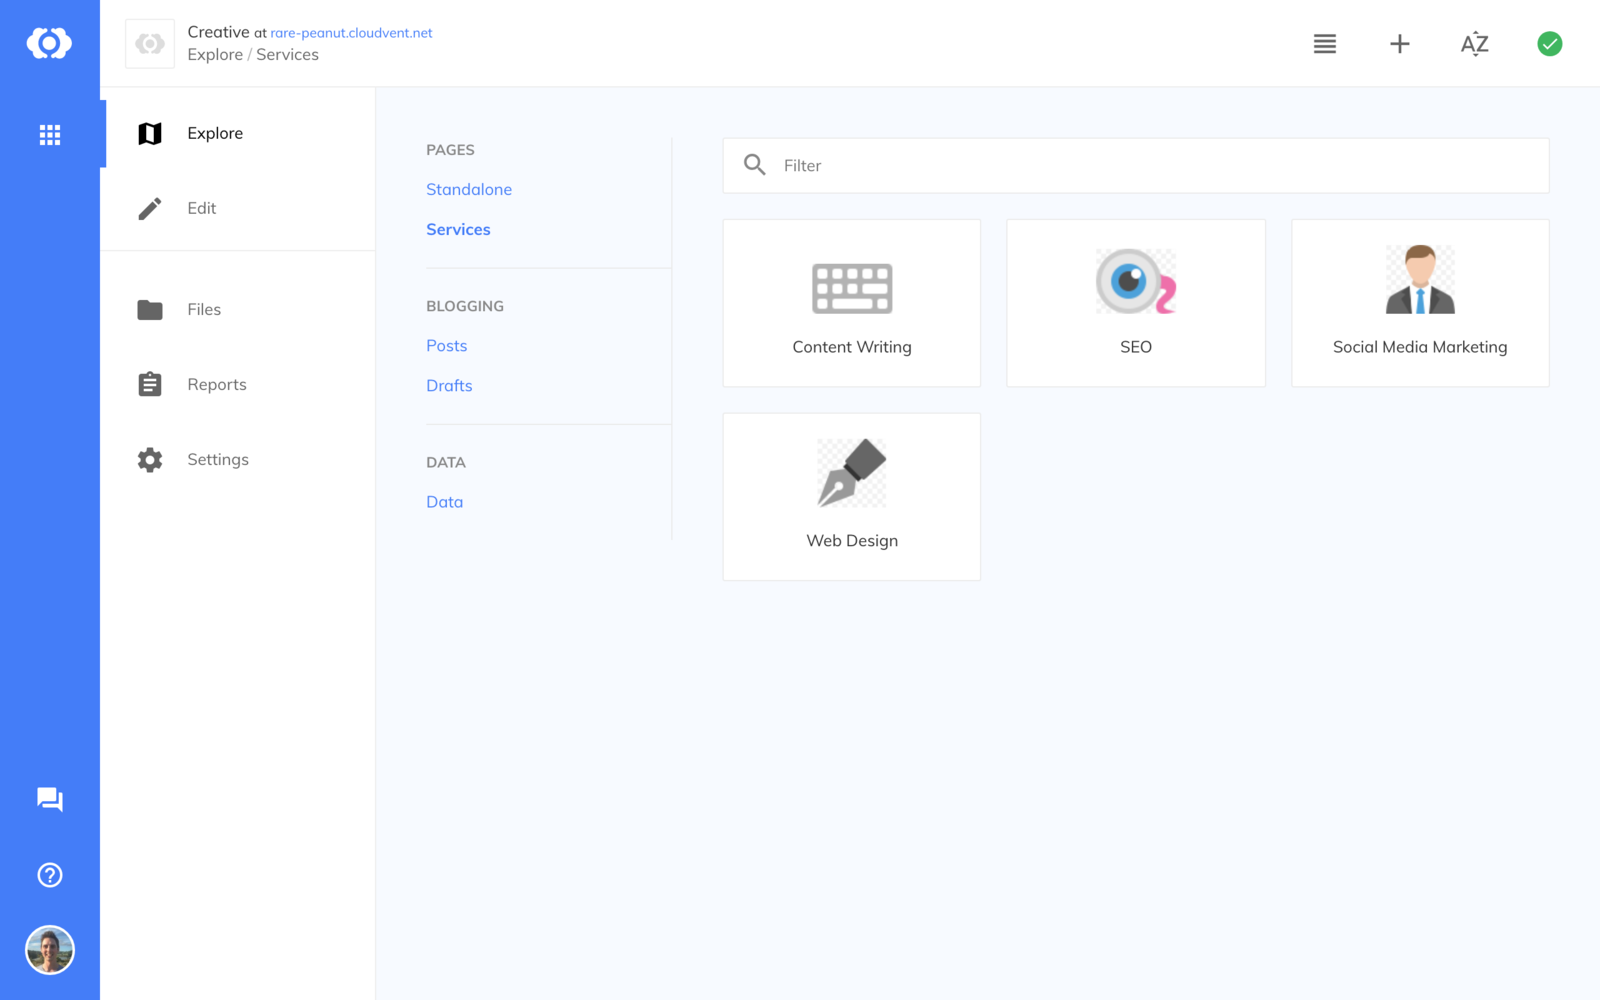 Creative at rare-peanut.cloudvent.net
Explore / Services
AZ
Explore
Edit
Files
Reports
Settings
PAGES
Standalone
Services
BLOGGING
Posts
Drafts
DATA
Data
Filter
Content Writing
SEO
Social Media Marketing
Web Design